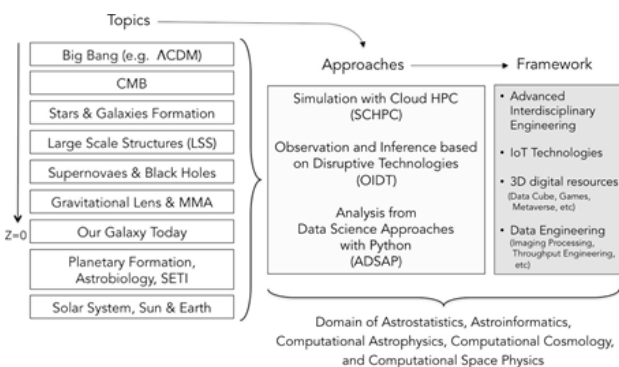 Topics
Big Bang (e.g. ΛCDM)
CMB
Stars & Galaxies Formation
Large Scale Structures (LSS)
Supernovaes & Black Holes
Gravitational Lens & MMA
Z=0
Our Galaxy Today
Planetary Formation,
Astrobiology, SETI
Solar System, Sun & Earth
Approaches
Simulation with Cloud HPC
(SCHPC)
Observation and Inference based
on Disruptive Technologies
(OIDT)
Analysis from
Data Science Approaches
with Python
(ADSAP)
Framework
• Advanced
Interdisciplinary
Engineering
• IoT Technologies
• 3D digital resources
(Data Cube, Games,
Metaverse, etc)
• Data Engineering
(Imaging Processing,
Throughput Engineering,
etc)
Domain of Astrostatistics, Astroinformatics,
Computational Astrophysics, Computational Cosmology,
and Computational Space Physics